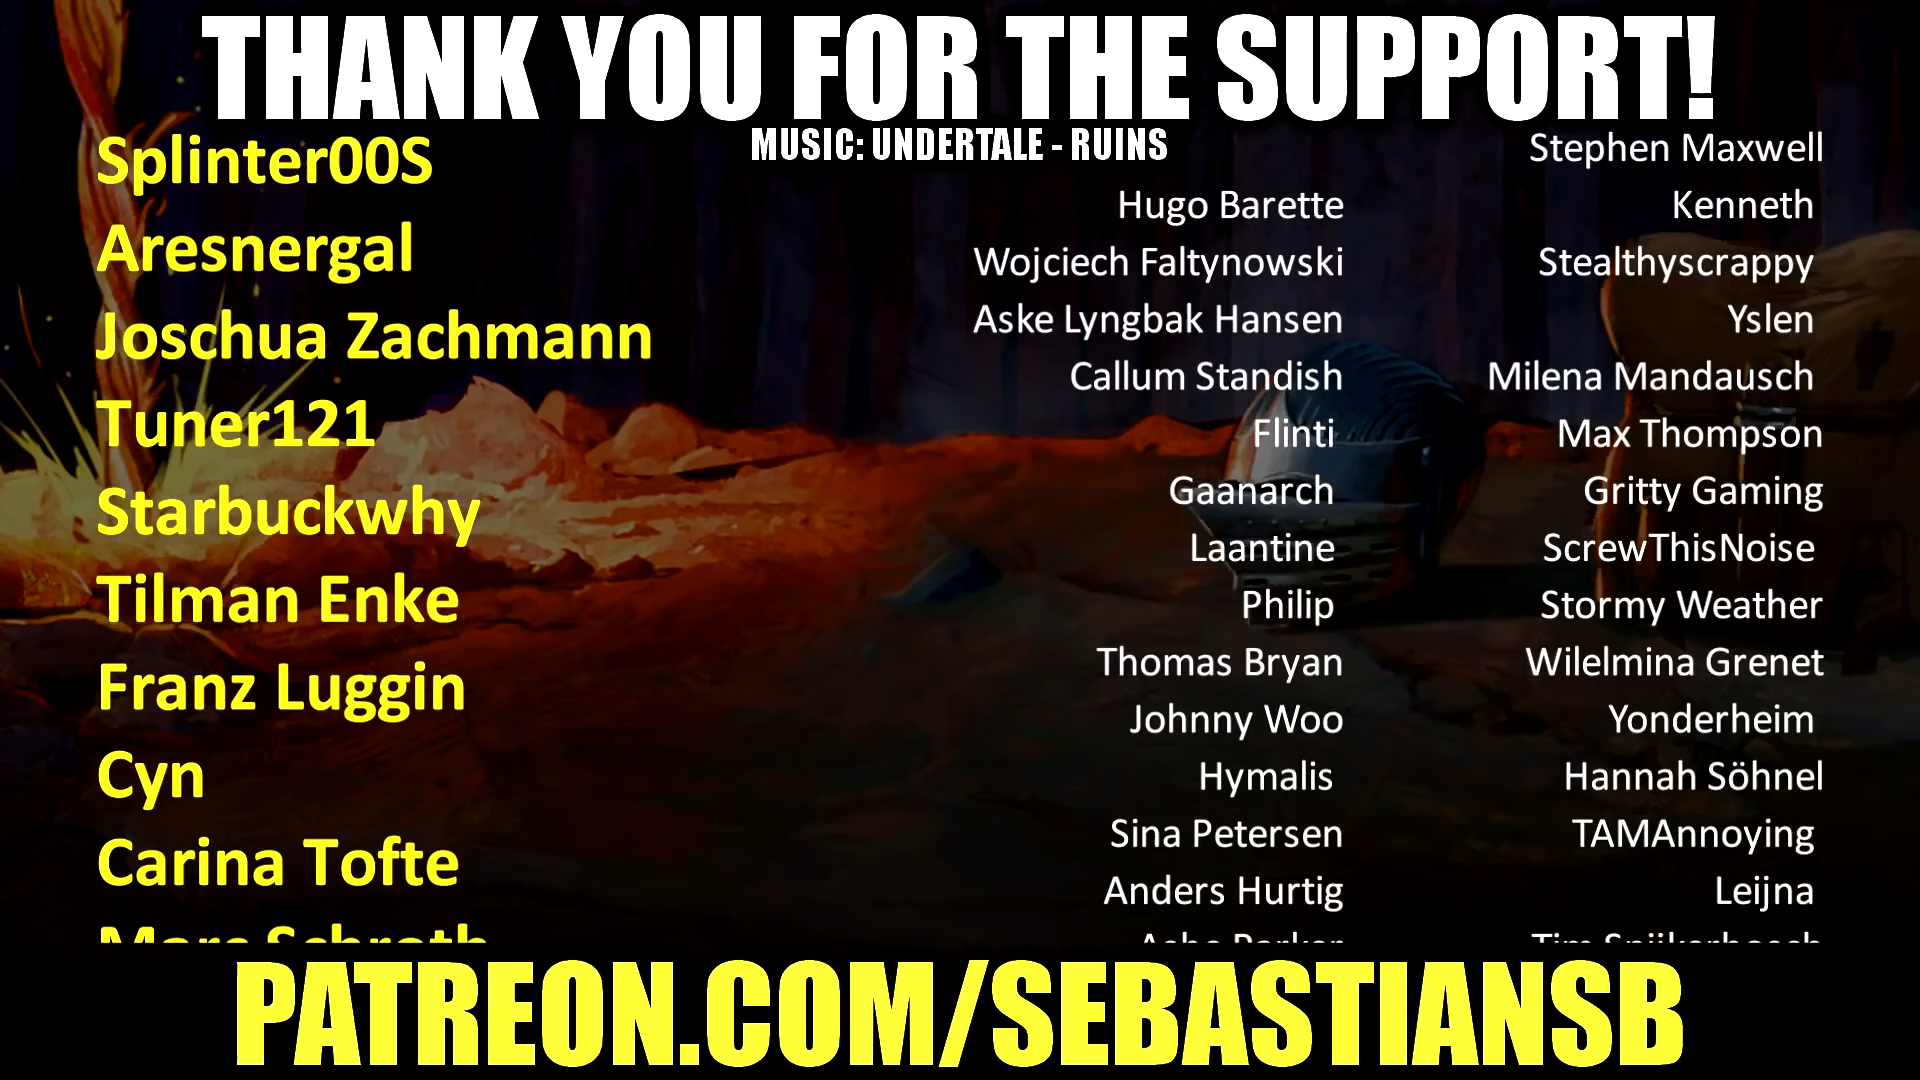 THANK YOU FOR THE SUPPORT!
MUSIC: UNDERTALE - RUINS
Splinter00S
Aresnergal
Joschua Zachmann
Tuner121
Starbuckwhy
Tilman Enke
Franz Luggin
Cyn
Carina Tofte
Hugo Barette
Wojciech Faltynowski
Aske Lyngbak Hansen
Callum Standish
Flinti
Gaanarch
Laantine
Philip
Thomas Bryan
Johnny Woo
Hymalis
Sina Petersen
Anders Hurtig
Stephen Maxwell
Kenneth
Stealthyscrappy
Yslen
Milena Mandausch
Max Thompson
Gritty Gaming
ScrewThisNoise
Stormy Weather
Wilelmina Grenet
Yonderheim
Hannah Söhnel
TAMAnnoying
Leijna
PATREON.COM/SEBASTIANSB